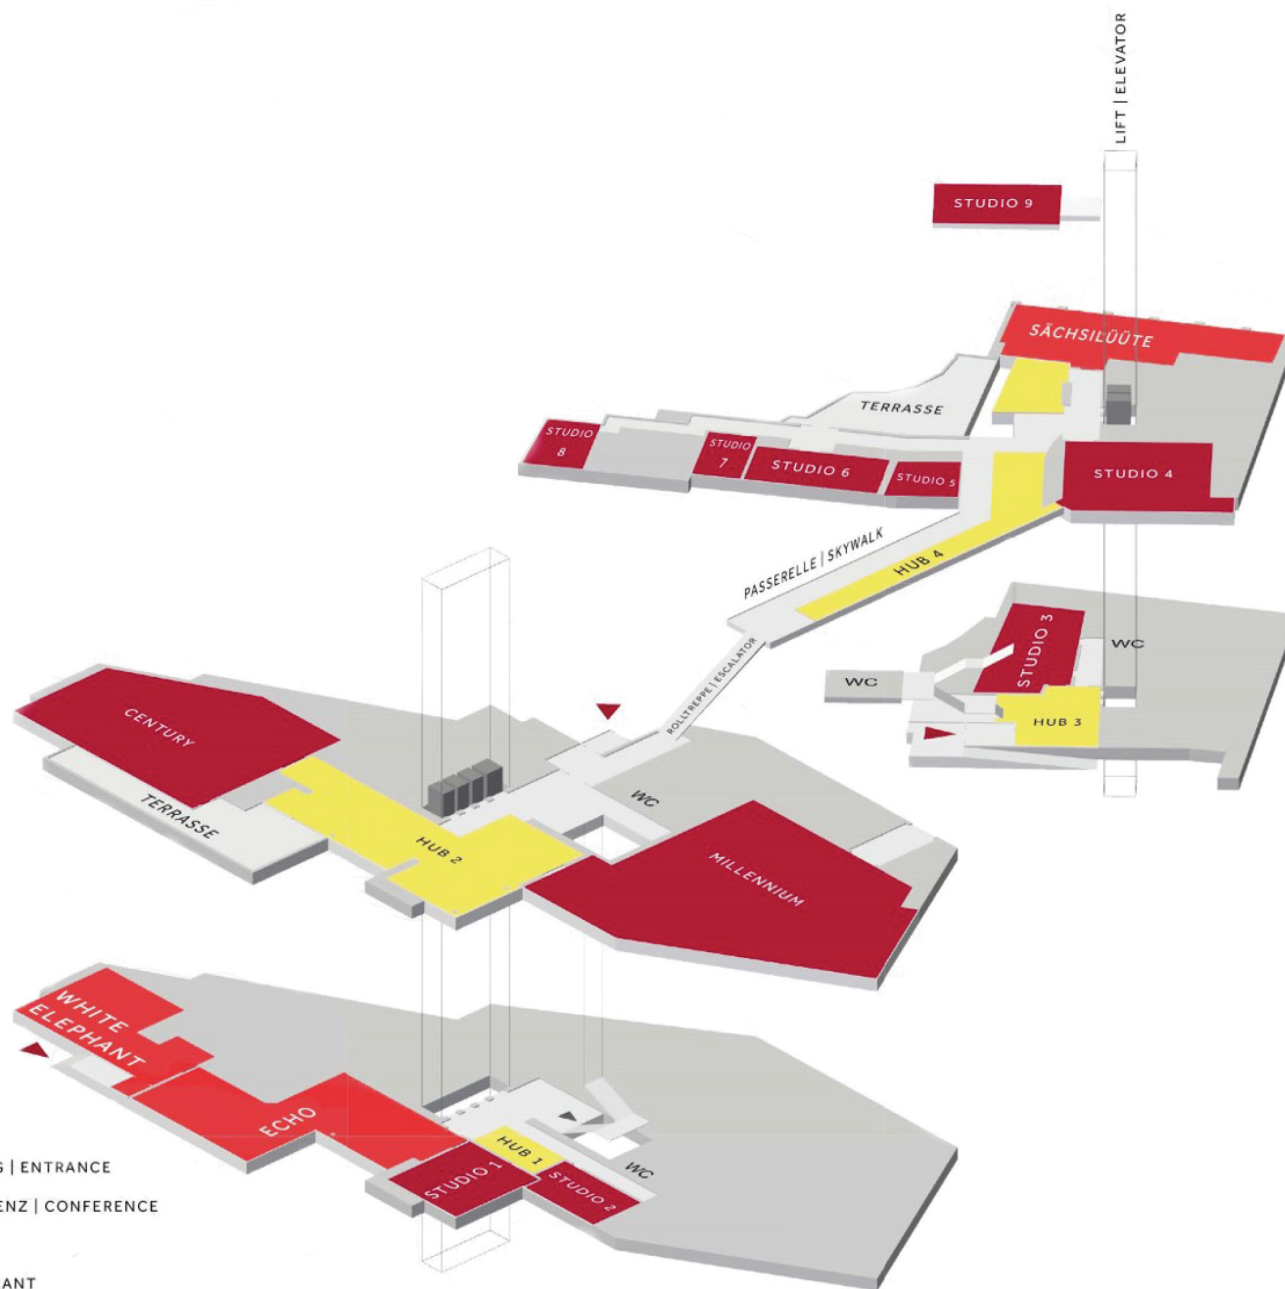 LIFT | ELEVATOR
STUDIO 9
SÄCHSILÜÜTE
TERRASSE
STUDIO
8
STUDIO
7
STUDIO 6
STUDIO 5
STUDIO 4
PASSERELLE | SKYWALK
HUB 4
STUDIO 3
WC
WC
HUB 3
ROLLTREPPE | ESCALATOR
CENTURY
TERRASSE
HUB 2
WC
MILLENNIUM
WHITE
ELEPHANT
ECHO
HUB 1
STUDIO 1
STUDIO 2
WC
G | ENTRANCE
ENZ | CONFERENCE
ANT